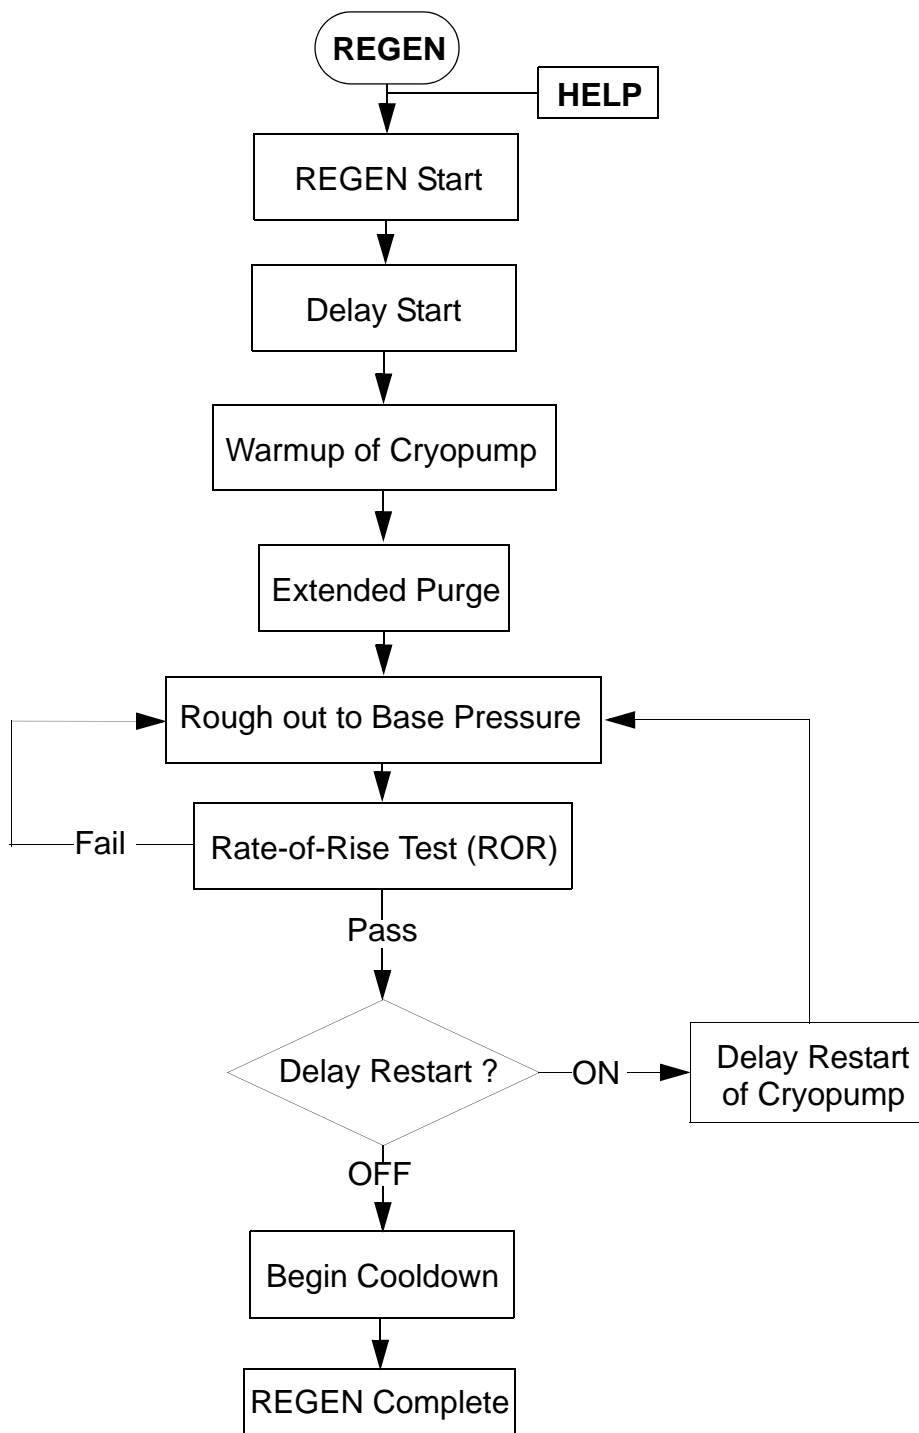 REGEN
HELP
REGEN Start
Delay Start
Warmup of Cryopump
Extended Purge
Rough out to Base Pressure
Fail
Rate-of-Rise Test (ROR)
Pass
Delay Restart ?
ON
Delay Restart
of Cryopump
OFF
Begin Cooldown
REGEN Complete